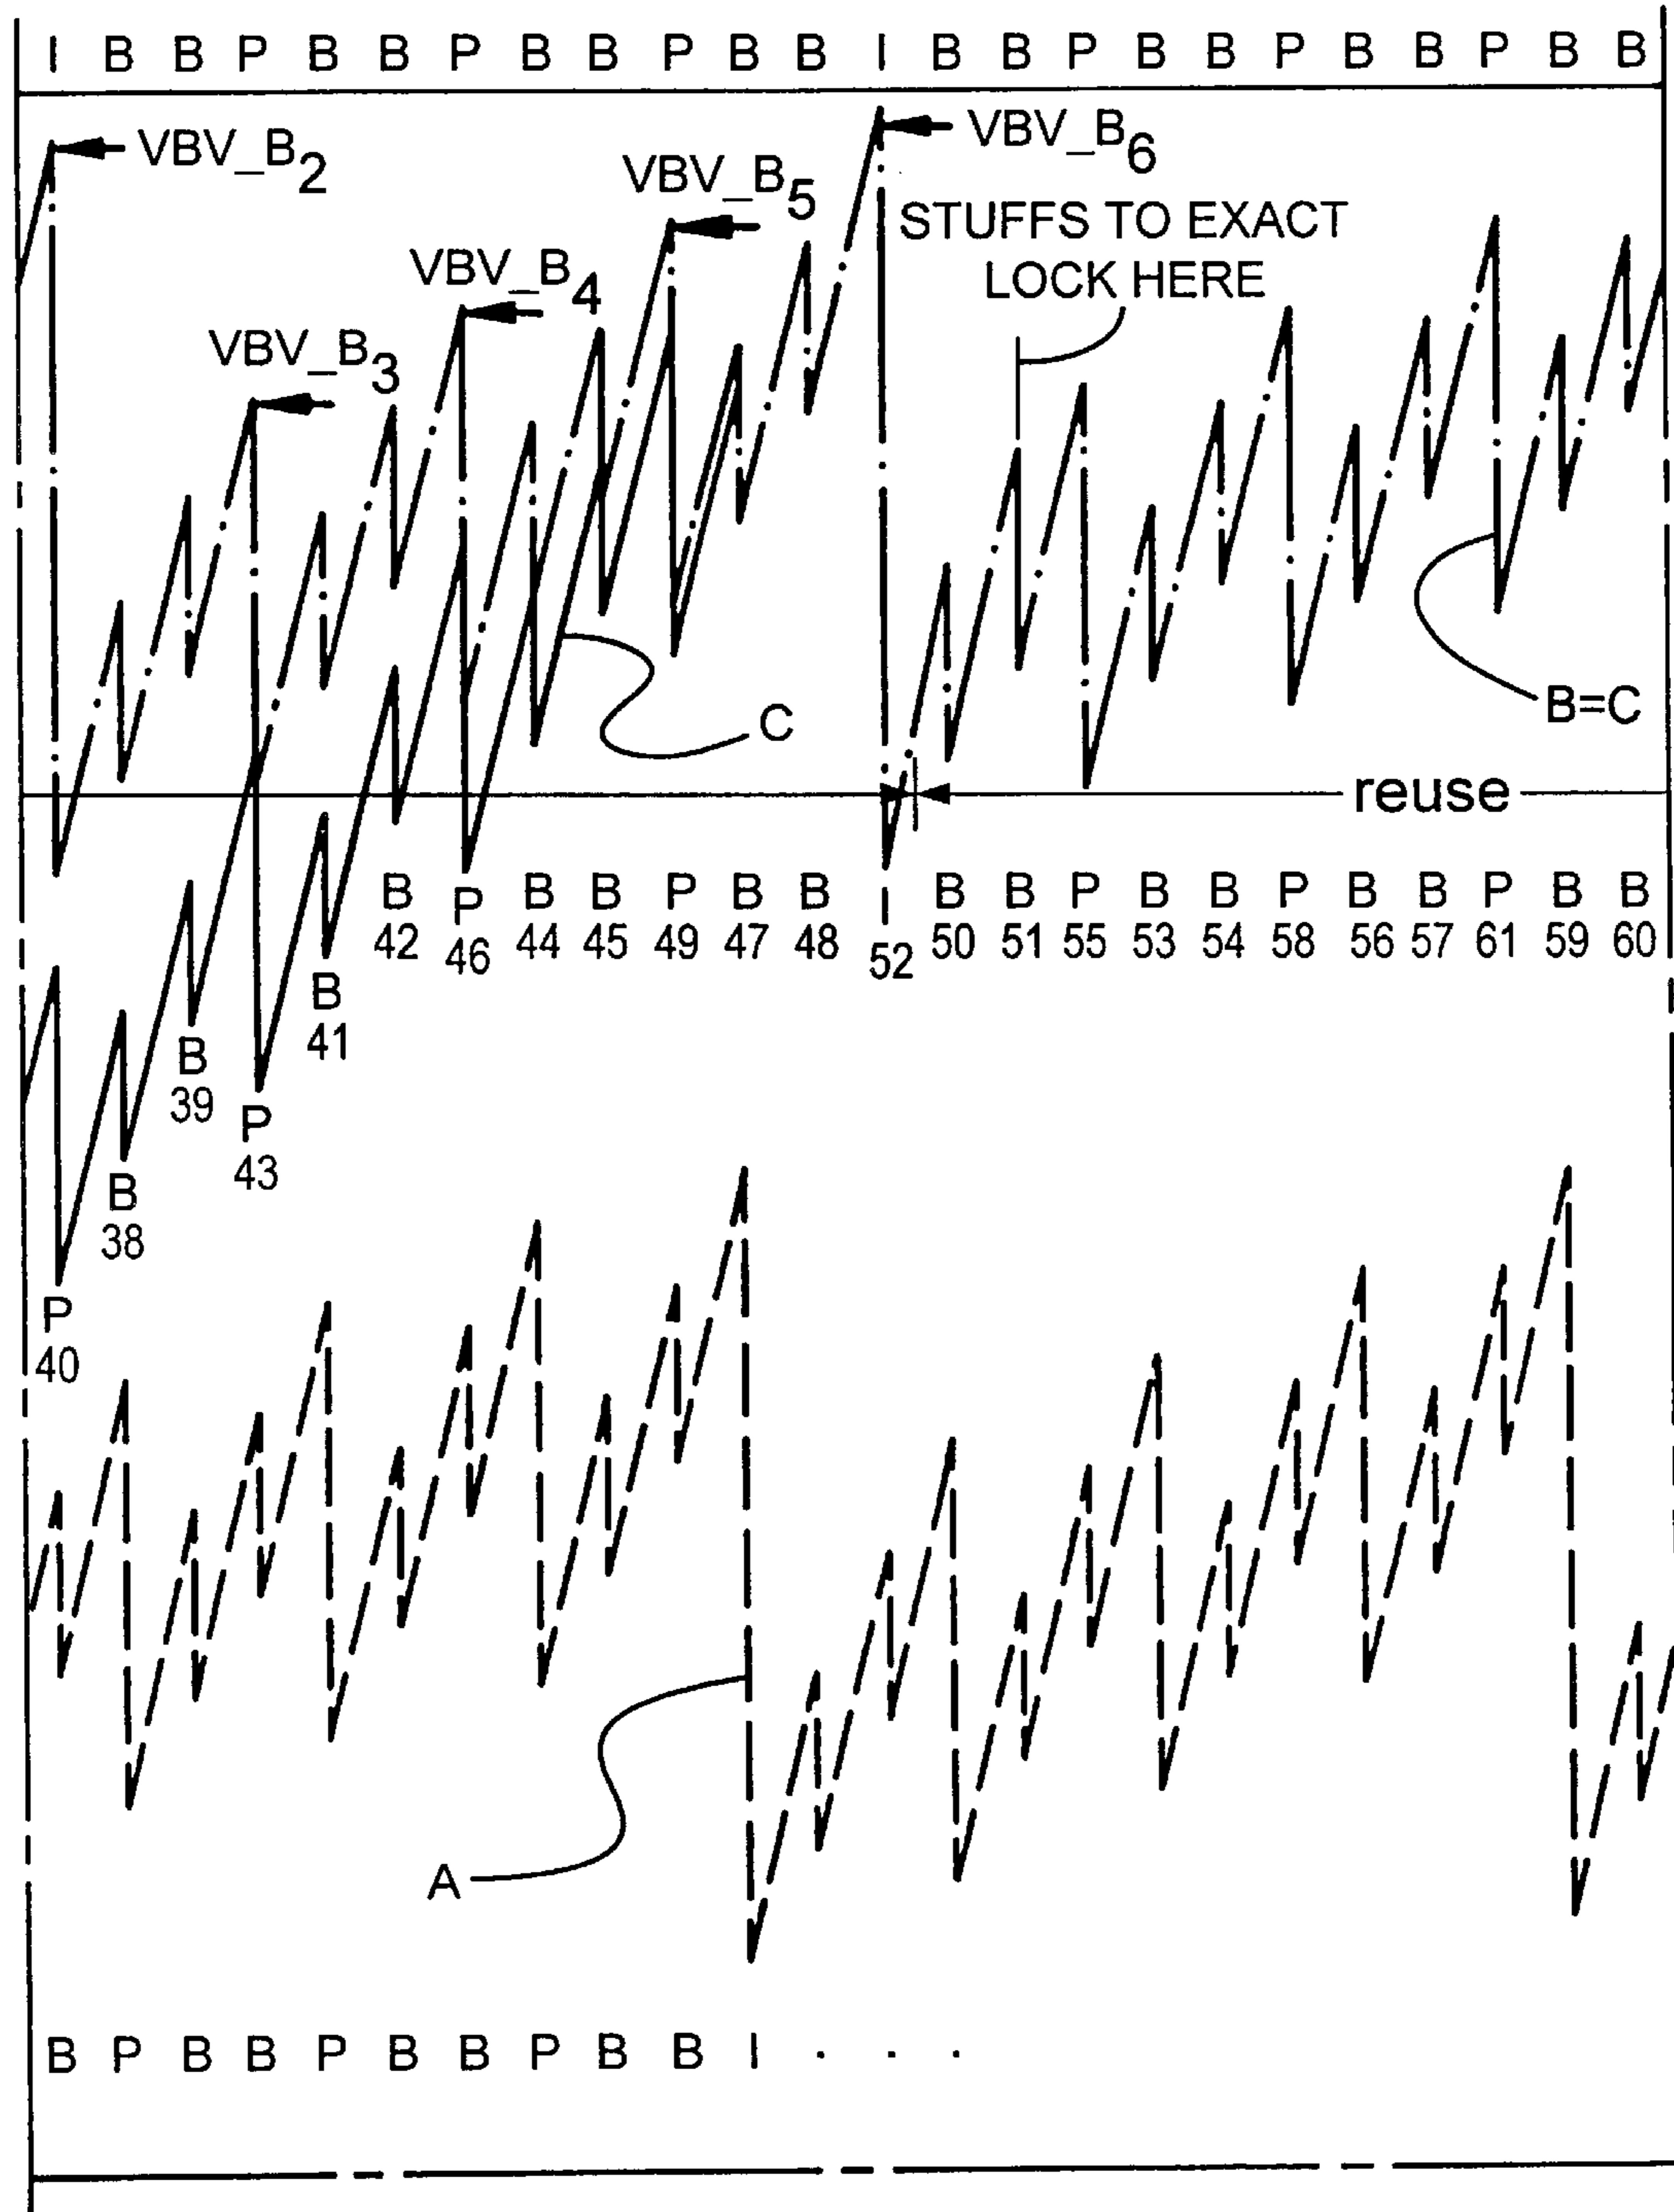 I B B P B B P B B P B B I B B P B B P B B P B B
VBV_B2
VBV_B6
VBV_B5
STUFFS TO EXACT
LOCK HERE
VBV_B4
VBV_B3
C
B=C
reuse
B P B B P B B B B P B B P B B P B B
42 46 44 45 49 47 48 52 50 51 55 53 54 58 56 57 61 59 60
B
41
B
39
P
43
B
38
P
40
A
B P B B P B B P B B I . . .